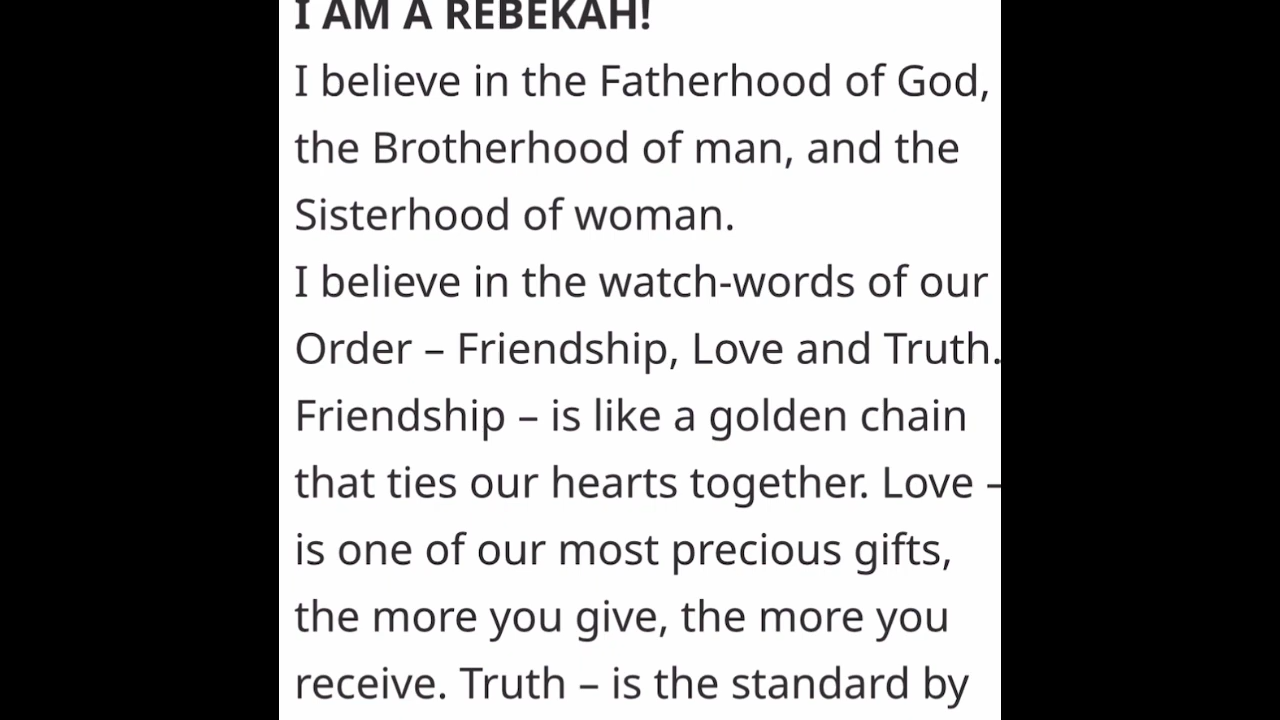 I AM A REBEKAH!
I believe in the Fatherhood of God,
the Brotherhood of man, and the
Sisterhood of woman.
I believe in the watch-words of our
Order – Friendship, Love and Truth.
Friendship – is like a golden chain
that ties our hearts together. Love –
is one of our most precious gifts,
the more you give, the more you
receive. Truth – is the standard by